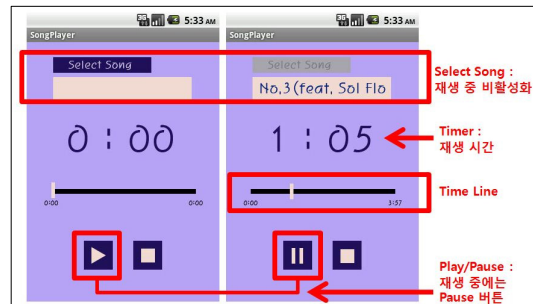 3G 5:33 AM
SongPlayer
Select Song
0:00
0:00 0:00
3G 5:33 AM
SongPlayer
Select Song
No,3(feat, Sol Flo
1:05
0:00 3:57
Select Song :
재생 중 비활성화
Timer :
재생 시간
Time Line
Play/Pause :
재생 중에는
Pause 버튼